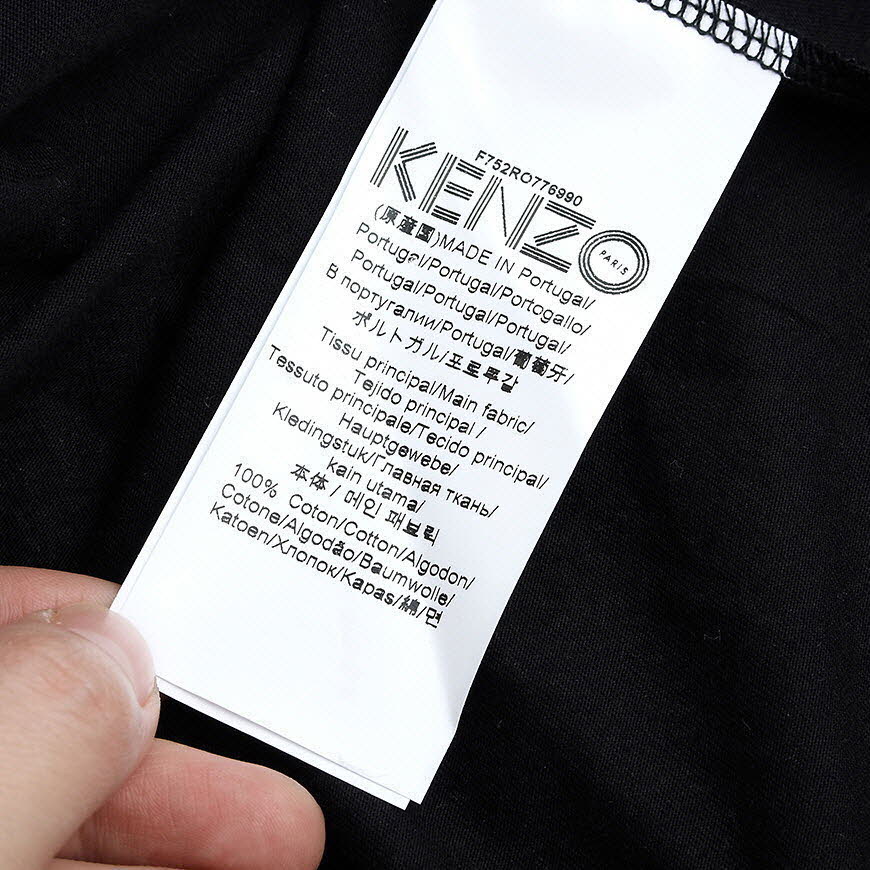 F752RO776990
KENZO
PARIS
(原産国)MADE IN Portugal/
Portugal/Portugal/Portogallo/
Portugal/Portugal/Portugal/
В португалии/Portugal/葡萄牙/
ポルトガル/포르투갈
Tissu principal/Main fabric/
Tejido principal /
Tessuto principale/Tecido principal/
Hauptgewebe/
Kledingstuk/Главная ткань/
kain utama/
本体 / 메인 패브릭
100% Coton/Cotton/Algodon/
Cotone/Algodão/Baumwolle/
Katoen/Хлопок/Kapas/綿/면